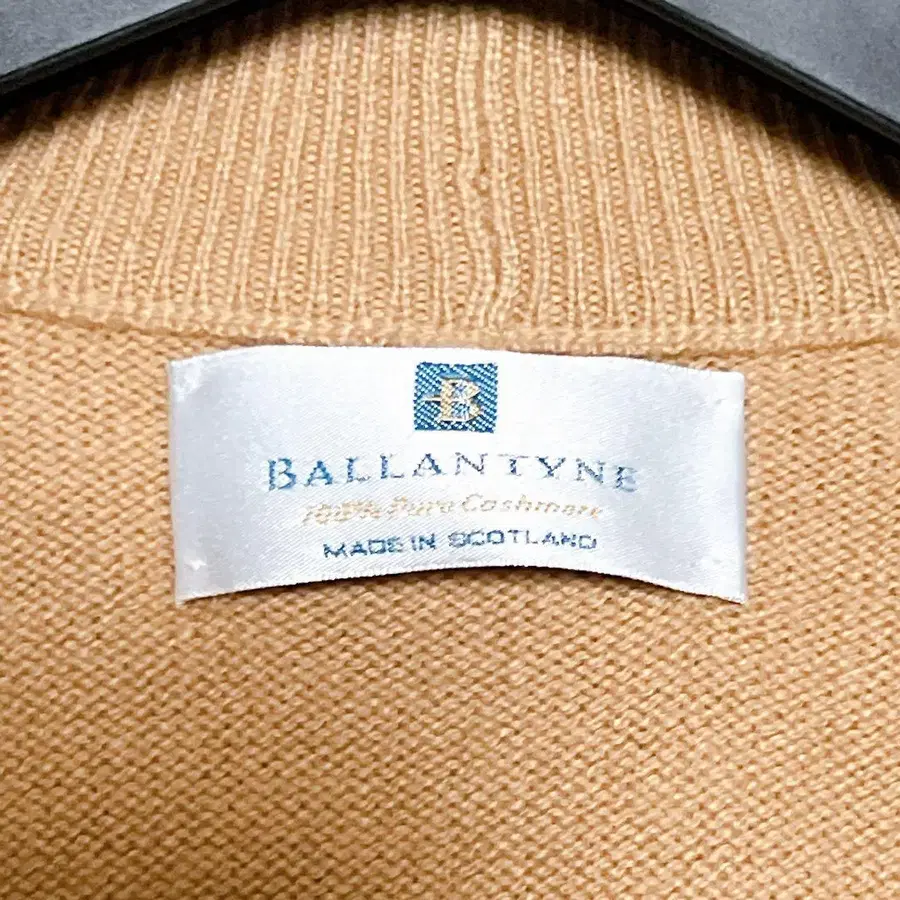 B
BALLANTYNE
100% Pure Cashmere
MADE IN SCOTLAND